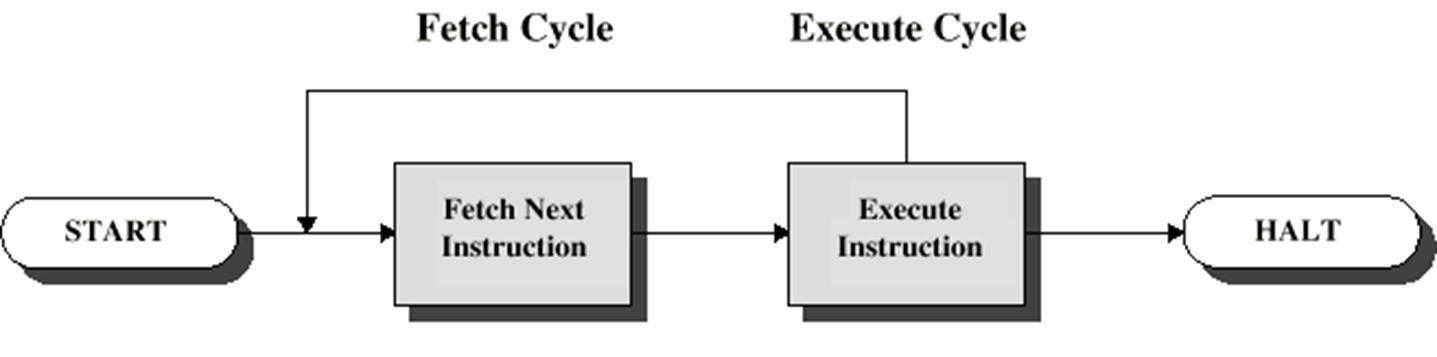 Fetch Cycle
Execute Cycle
START
Fetch Next
Instruction
Execute
Instruction
HALT